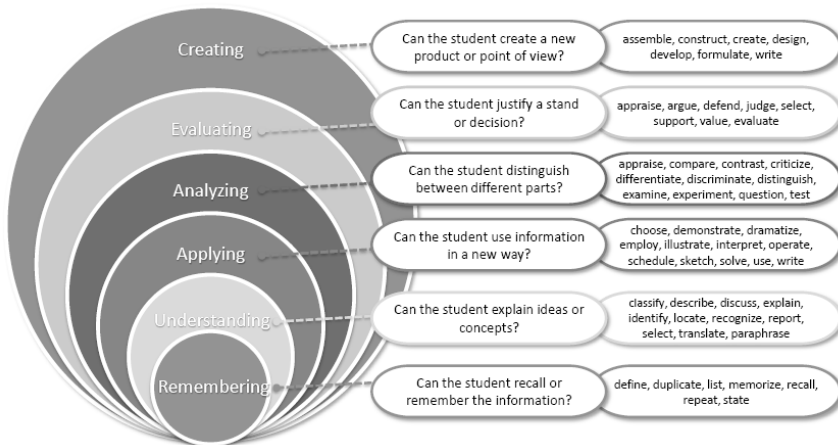 Creating
Can the student create a new
product or point of view?
assemble, construct, create, design,
develop, formulate, write
Evaluating
Can the student justify a stand
or decision?
appraise, argue, defend, judge, select,
support, value, evaluate
Analyzing
Can the student distinguish
between different parts?
appraise, compare, contrast, criticize,
differentiate, discriminate, distinguish,
examine, experiment, question, test
Applying
Can the student use information
in a new way?
choose, demonstrate, dramatize,
employ, illustrate, interpret, operate,
schedule, sketch, solve, use, write
Understanding
Can the student explain ideas or
concepts?
classify, describe, discuss, explain,
identify, locate, recognize, report,
select, translate, paraphrase
Remembering
Can the student recall or
remember the information?
define, duplicate, list, memorize, recall,
repeat, state